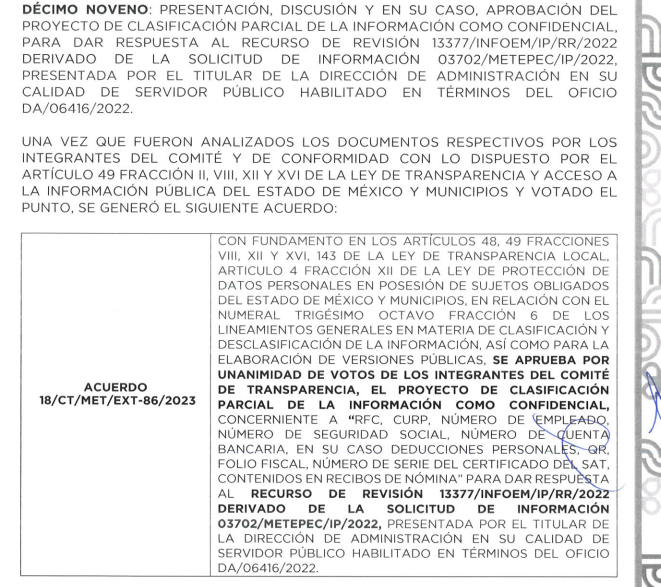 DÉCIMO NOVENO: PRESENTACIÓN, DISCUSIÓN Y EN SU CASO, APROBACIÓN DEL
PROYECTO DE CLASIFICACIÓN PARCIAL DE LA INFORMACIÓN COMO CONFIDENCIAL,
PARA DAR RESPUESTA AL RECURSO DE REVISIÓN 13377/INFOEM/IP/RR/2022
DERIVADO DE LA SOLICITUD DE INFORMACIÓN 03702/METEPEC/IP/2022,
PRESENTADA POR EL TITULAR DE LA DIRECCIÓN DE ADMINISTRACIÓN EN SU
CALIDAD DE SERVIDOR PÚBLICO HABILITADO EN TÉRMINOS DEL OFICIO
DA/06416/2022.
UNA VEZ QUE FUERON ANALIZADOS LOS DOCUMENTOS RESPECTIVOS POR LOS
INTEGRANTES DEL COMITÉ Y DE CONFORMIDAD CON LO DISPUESTO POR EL
ARTÍCULO 49 FRACCIÓN II, VIII, XII Y XVI DE LA LEY DE TRANSPARENCIA Y ACCESO A
LA INFORMACIÓN PÚBLICA DEL ESTADO DE MÉXICO Y MUNICIPIOS Y VOTADO EL
PUNTO, SE GENERÓ EL SIGUIENTE ACUERDO:
ACUERDO
18/CT/MET/EXT-86/2023
CON FUNDAMENTO EN LOS ARTÍCULOS 48, 49 FRACCIONES
VIII, XII Y XVI, 143 DE LA LEY DE TRANSPARENCIA LOCAL,
ARTICULO 4 FRACCIÓN XII DE LA LEY DE PROTECCIÓN DE
DATOS PERSONALES EN POSESIÓN DE SUJETOS OBLIGADOS
DEL ESTADO DE MÉXICO Y MUNICIPIOS, EN RELACIÓN CON EL
NUMERAL TRIGÉSIMO OCTAVO FRACCIÓN 6 DE LOS
LINEAMIENTOS GENERALES EN MATERIA DE CLASIFICACIÓN Y
DESCLASIFICACIÓN DE LA INFORMACIÓN, ASÍ COMO PARA LA
ELABORACIÓN DE VERSIONES PÚBLICAS, SE APRUEBA POR
UNANIMIDAD DE VOTOS DE LOS INTEGRANTES DEL COMITÉ
DE TRANSPARENCIA, EL PROYECTO DE CLASIFICACIÓN
PARCIAL DE LA INFORMACIÓN COMO CONFIDENCIAL,
CONCERNIENTE A "RFC, CURP, NÚMERO DE EMPLEADO,
NÚMERO DE SEGURIDAD SOCIAL, NÚMERO DE CUENTA
BANCARIA, EN SU CASO DEDUCCIONES PERSONALES, QR,
FOLIO FISCAL, NÚMERO DE SERIE DEL CERTIFICADO DEL SAT,
CONTENIDOS EN RECIBOS DE NÓMINA" PARA DAR RESPUESTA
AL RECURSO DE REVISIÓN 13377/INFOEM/IP/RR/2022
DERIVADO DE LA SOLICITUD DE INFORMACIÓN
03702/METEPEC/IP/2022, PRESENTADA POR EL TITULAR DE
LA DIRECCIÓN DE ADMINISTRACIÓN EN SU CALIDAD DE
SERVIDOR PÚBLICO HABILITADO EN TÉRMINOS DEL OFICIO
DA/06416/2022.